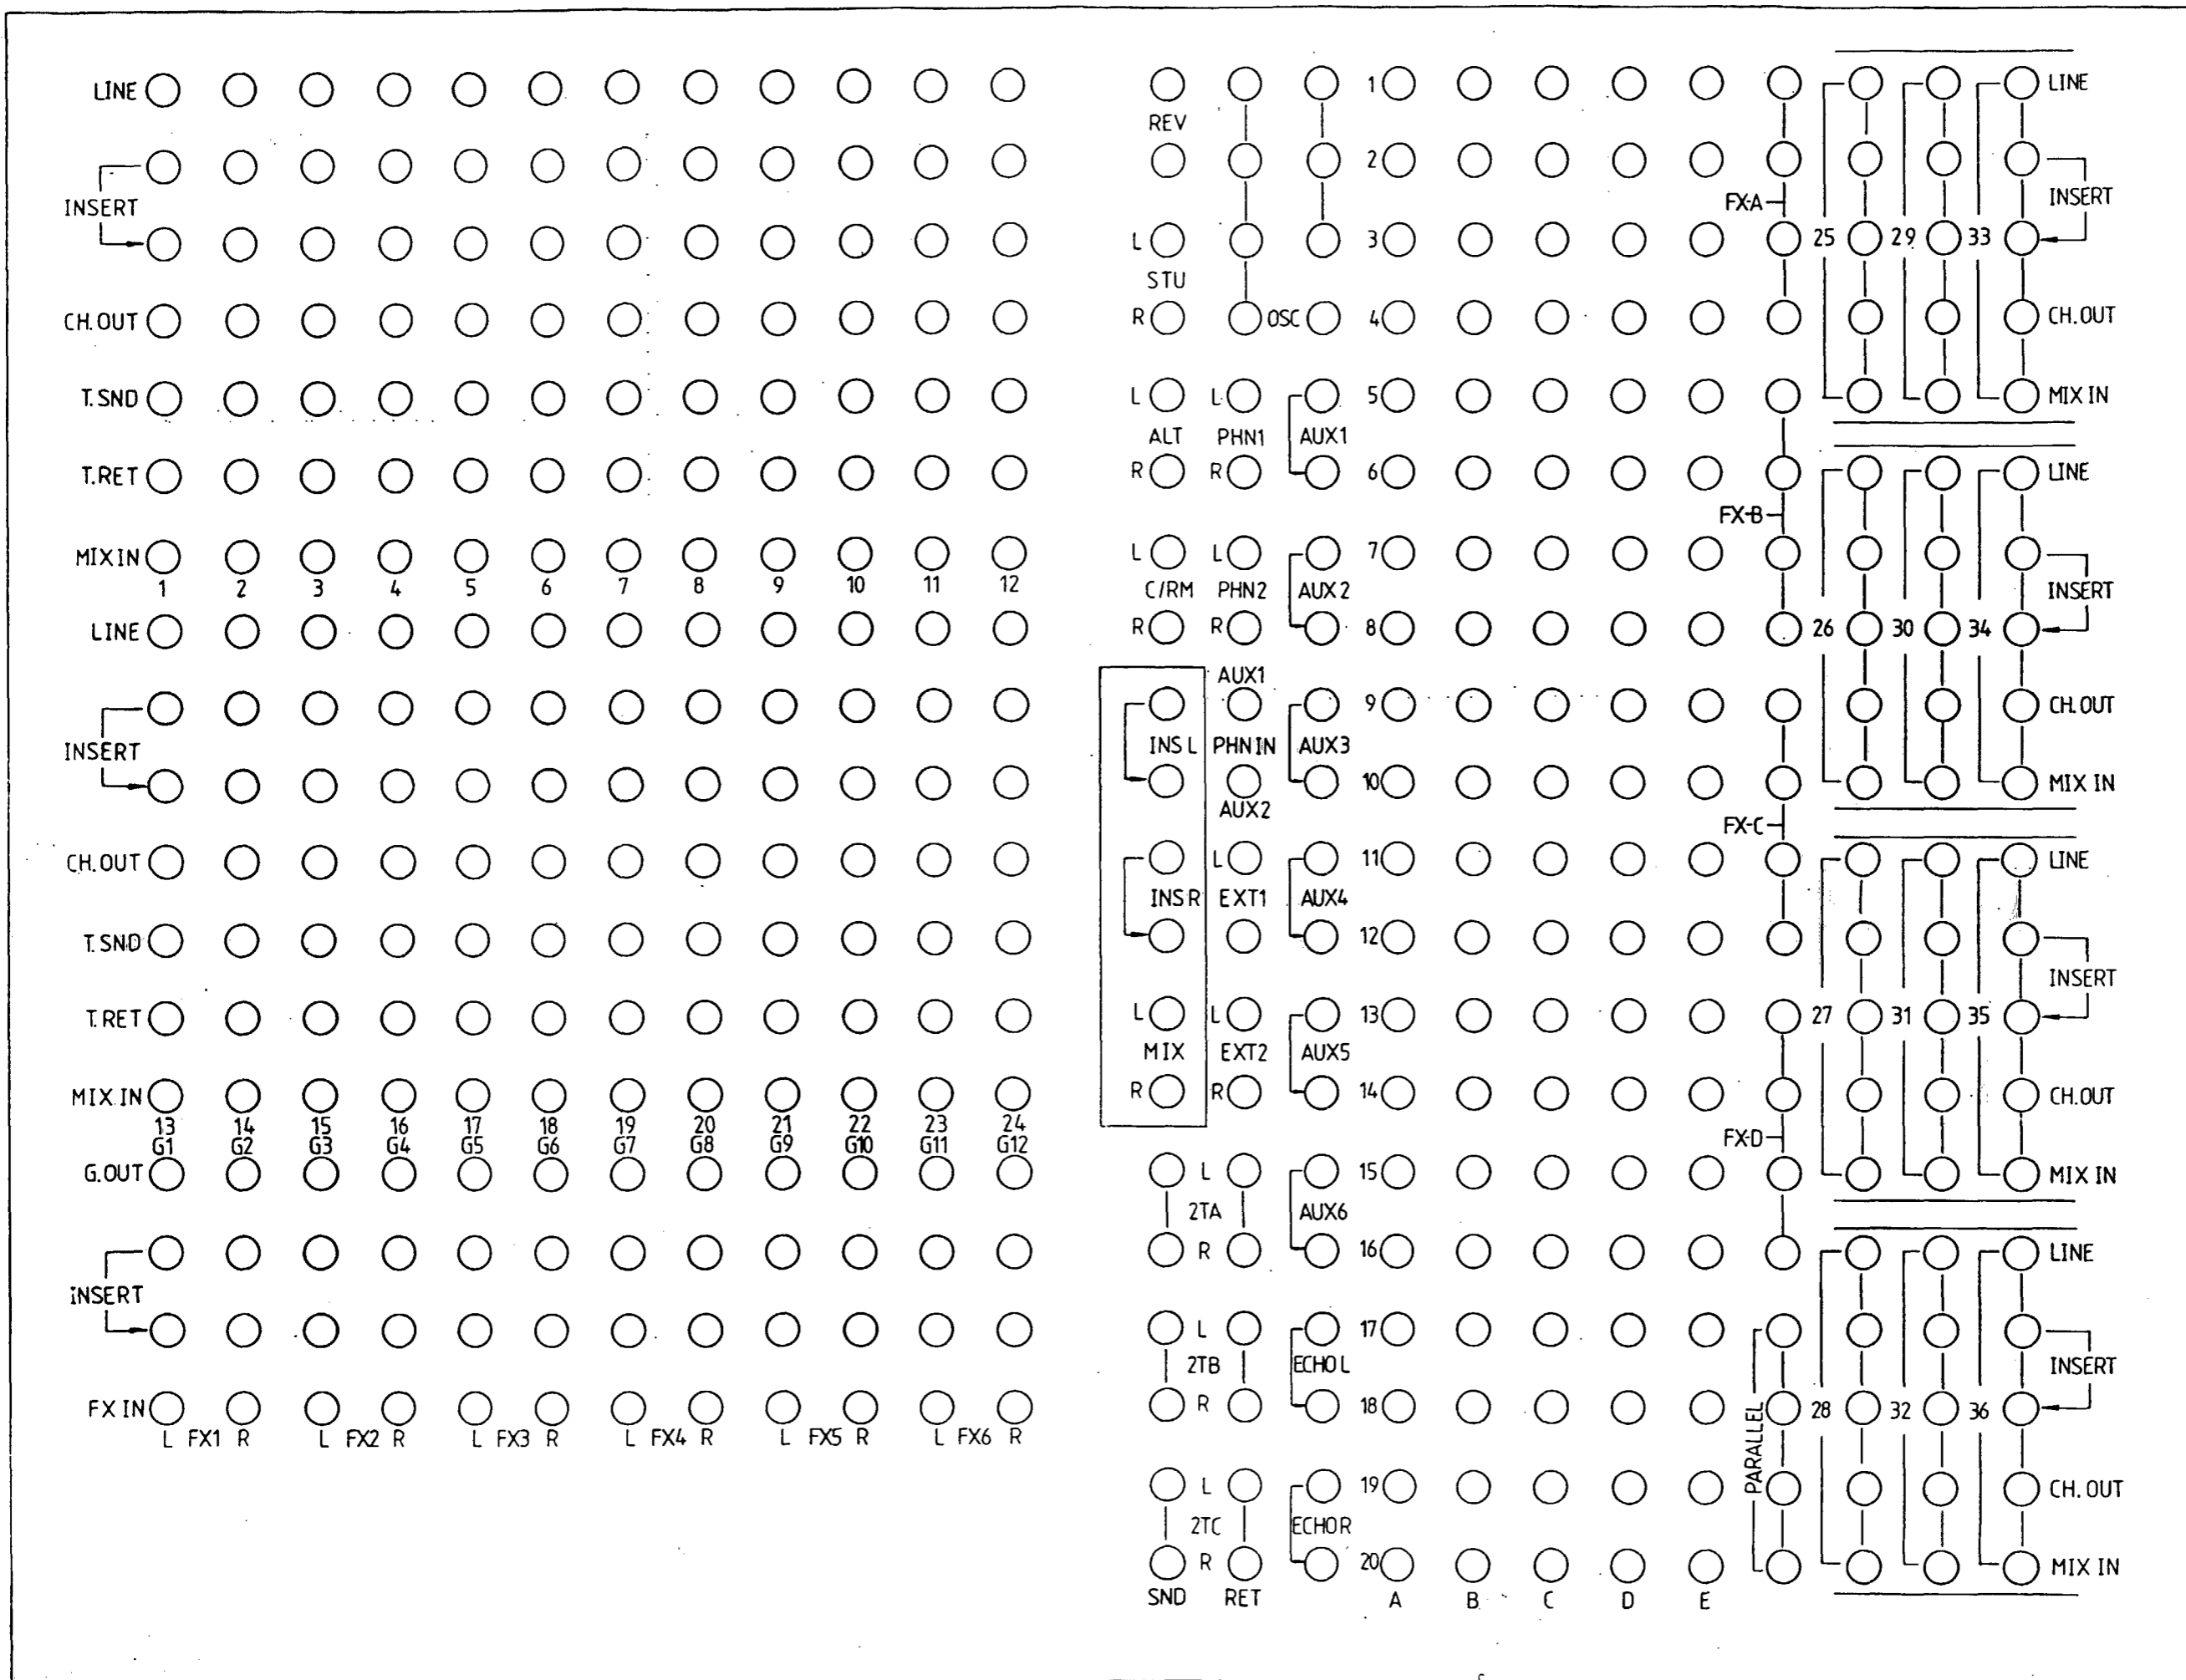 LINE
INSERT
CH.OUT
T.SND
T.RET
MIX IN
1 2 3 4 5 6 7 8 9 10 11 12
LINE
INSERT
CH.OUT
T.SND
T.RET
MIX IN
13 14 15 16 17 18 19 20 21 22 23 24
G1 G2 G3 G4 G5 G6 G7 G8 G9 G10 G11 G12
G.OUT
INSERT
FX IN
L FX1 R L FX2 R L FX3 R L FX4 R L FX5 R L FX6 R
REV
L
STU
R
OSC
L
ALT
R
L
PHN1
R
AUX1
L
C/RM
R
L
PHN2
R
AUX2
INS L
INS R
L
MIX
R
AUX1
PHN IN
AUX2
L
EXT1
L
EXT2
R
AUX3
AUX4
AUX5
AUX6
L
2TA
R
L
2TB
R
L
2TC
R
SND RET
ECHO L
ECHO R
1
2
3
4
5
6
7
8
9
10
11
12
13
14
15
16
17
18
19
20
A B C D E
FX-A
FX-B
FX-C
FX-D
PARALLEL
LINE
INSERT
25 29 33
CH.OUT
MIX IN
LINE
INSERT
26 30 34
CH.OUT
MIX IN
LINE
INSERT
27 31 35
CH.OUT
MIX IN
LINE
INSERT
28 32 36
CH.OUT
MIX IN